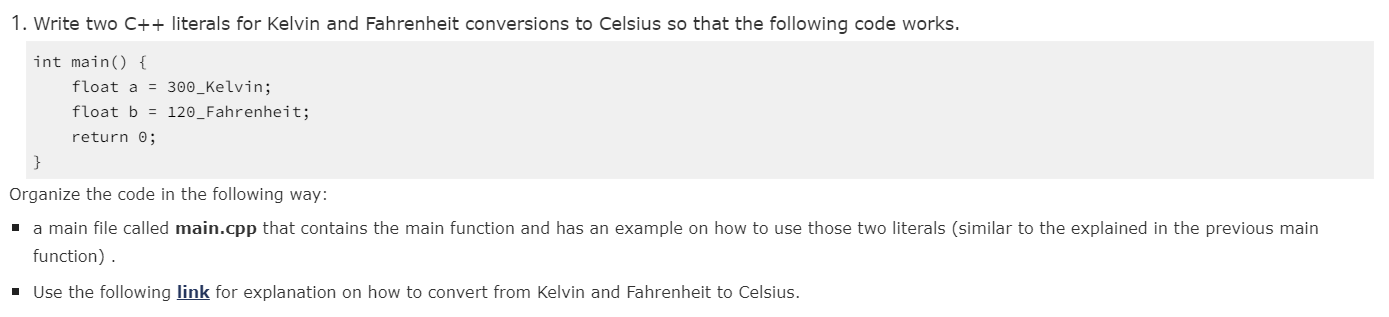 1. Write two C++ literals for Kelvin and Fahrenheit conversions to Celsius so that the following code works.
int main() {
    float a = 300_Kelvin;
    float b = 120_Fahrenheit;
    return 0;
}
Organize the code in the following way:
▪ a main file called main.cpp that contains the main function and has an example on how to use those two literals (similar to the explained in the previous main
function) .
▪ Use the following link for explanation on how to convert from Kelvin and Fahrenheit to Celsius.